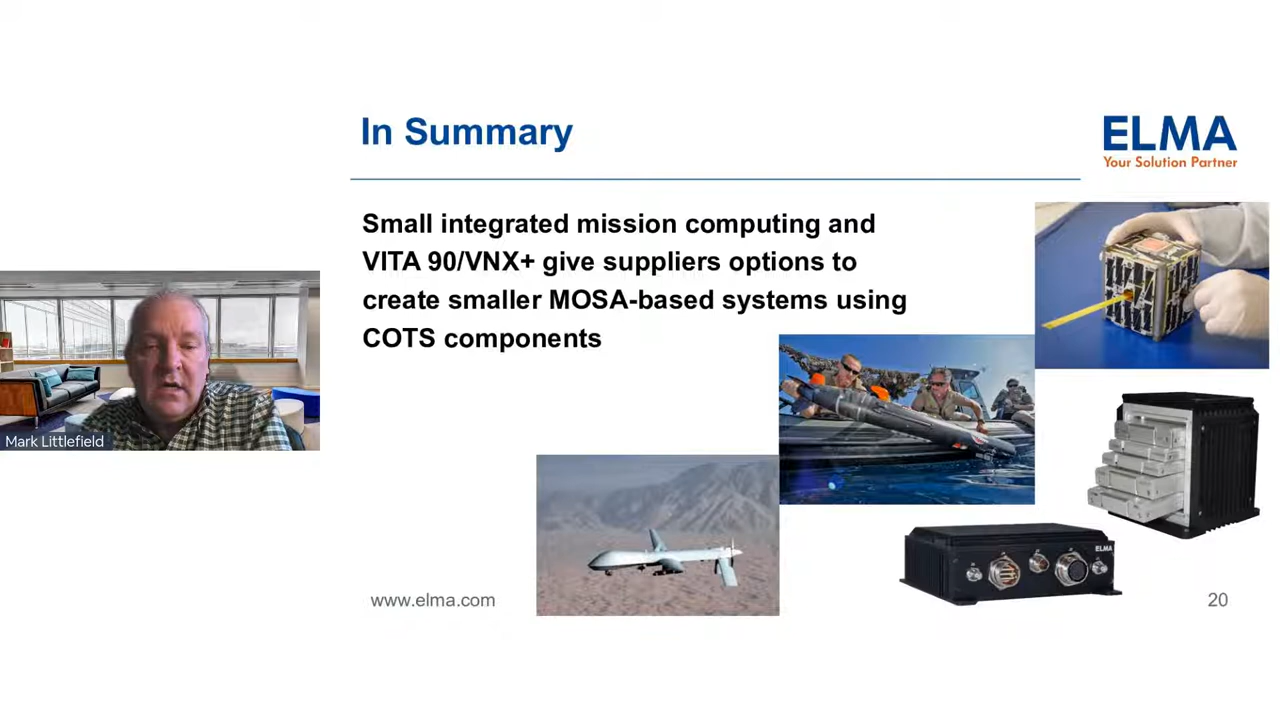 In Summary
ELMA
Your Solution Partner
Small integrated mission computing and
VITA 90/VNX+ give suppliers options to
create smaller MOSA-based systems using
COTS components
Mark Littlefield
ELMA
www.elma.com
20